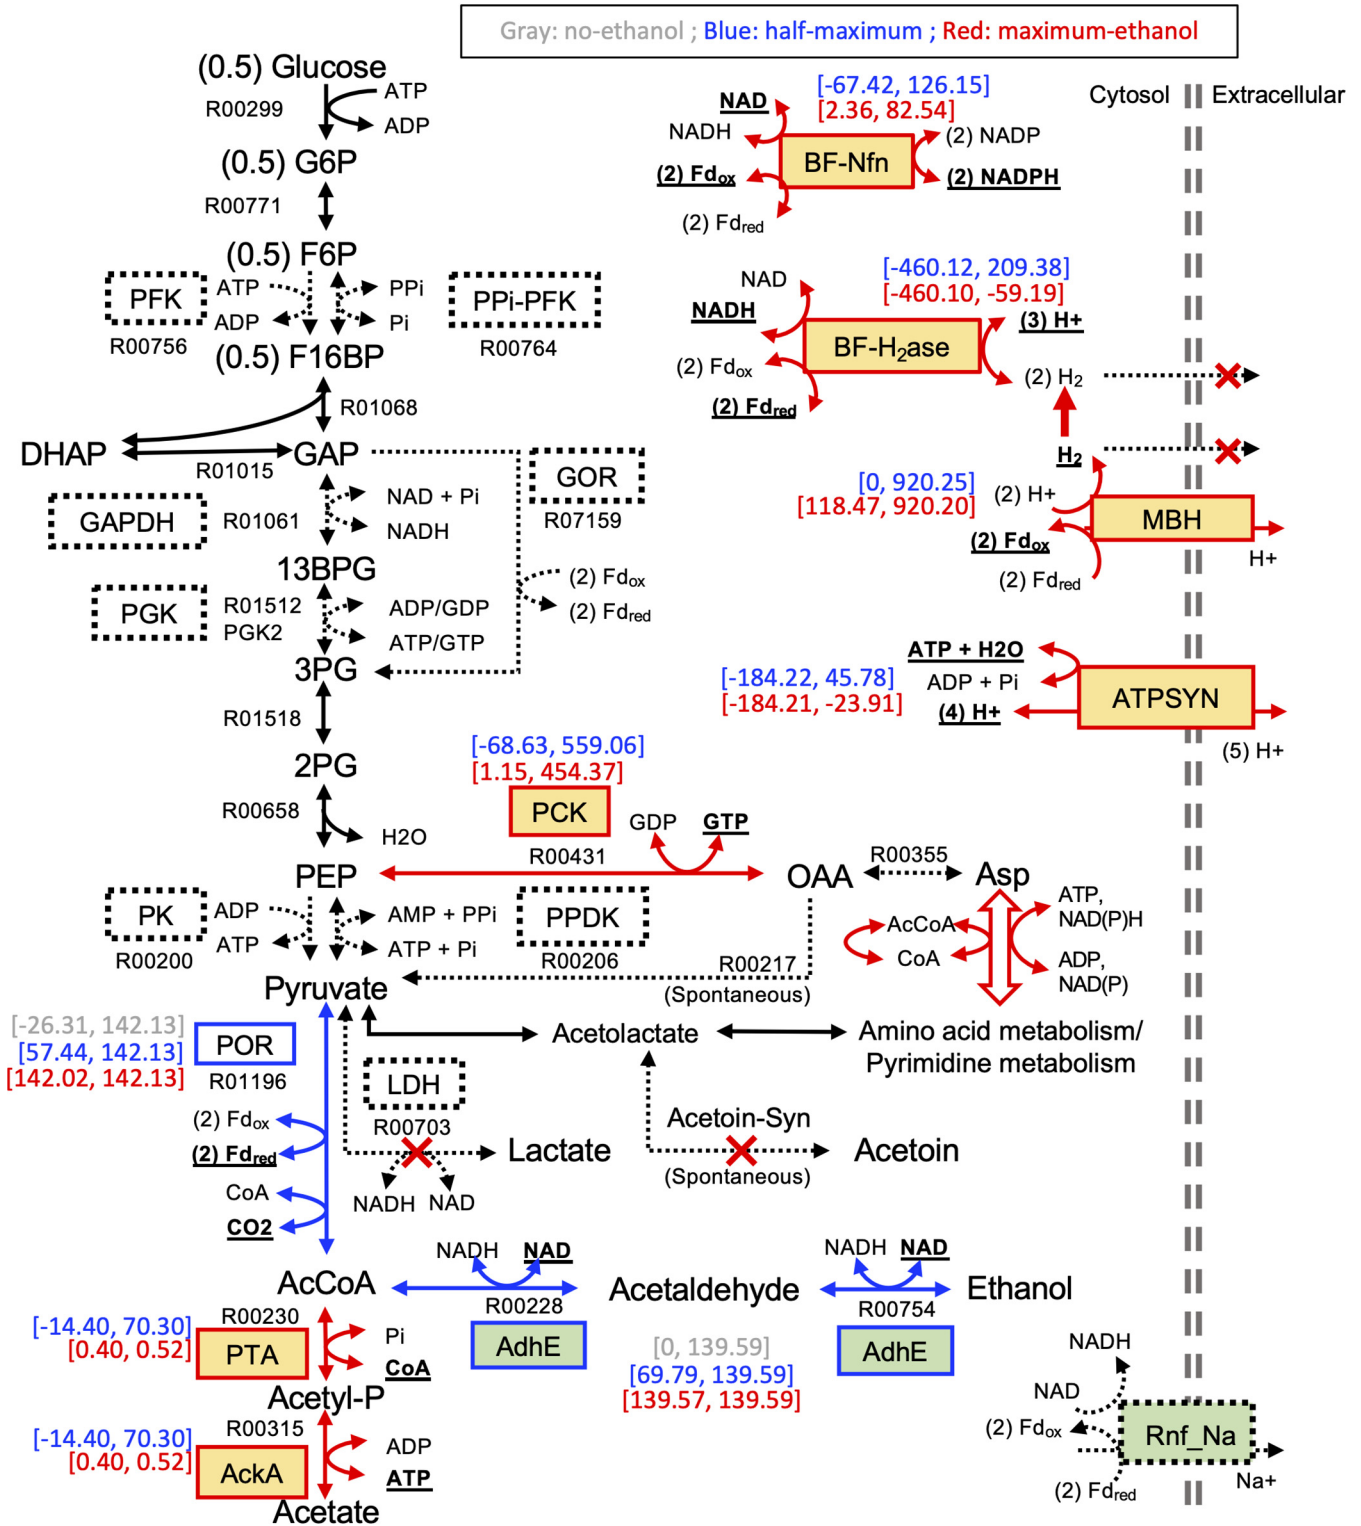 Gray: no-ethanol ; Blue: half-maximum ; Red: maximum-ethanol
(0.5) Glucose
R00299
ATP
ADP
(0.5) G6P
R00771
(0.5) F6P
PFK
ATP
ADP
R00756
PPi
Pi
PPi-PFK
R00764
(0.5) F16BP
R01068
DHAP
R01015
GAP
GAPDH
R01061
NAD + Pi
NADH
GOR
R07159
13BPG
PGK
R01512
PGK2
ADP/GDP
ATP/GTP
(2) Fdox
(2) Fdred
3PG
R01518
2PG
R00658
H2O
PEP
[-68.63, 559.06]
[1.15, 454.37]
PCK
GDP
GTP
R00431
OAA
R00355
Asp
PK
ADP
ATP
R00200
AMP + PPi
ATP + Pi
PPDK
R00206
R00217
(Spontaneous)
AcCoA
CoA
ATP,
NAD(P)H
ADP,
NAD(P)
Pyruvate
Acetolactate
Amino acid metabolism/
Pyrimidine metabolism
[-26.31, 142.13]
[57.44, 142.13]
[142.02, 142.13]
POR
R01196
(2) Fdox
(2) Fdred
CoA
CO2
LDH
R00703
NADH
NAD
Lactate
Acetoin-Syn
(Spontaneous)
Acetoin
AcCoA
NADH
NAD
R00228
AdhE
Acetaldehyde
NADH
NAD
R00754
AdhE
Ethanol
[0, 139.59]
[69.79, 139.59]
[139.57, 139.59]
[-14.40, 70.30]
[0.40, 0.52]
R00230
PTA
Pi
CoA
Acetyl-P
[-14.40, 70.30]
[0.40, 0.52]
R00315
AckA
ADP
ATP
Acetate
[-67.42, 126.15]
[2.36, 82.54]
NAD
NADH
(2) Fdox
(2) Fdred
BF-Nfn
(2) NADP
(2) NADPH
Cytosol
Extracellular
[-460.12, 209.38]
[-460.10, -59.19]
NAD
NADH
(2) Fdox
(2) Fdred
BF-H2ase
(3) H+
(2) H2
H2
[0, 920.25]
[118.47, 920.20]
(2) H+
(2) Fdox
(2) Fdred
MBH
H+
[-184.22, 45.78]
[-184.21, -23.91]
ATP + H2O
ADP + Pi
(4) H+
ATPSYN
(5) H+
NADH
NAD
(2) Fdox
(2) Fdred
Rnf_Na
Na+